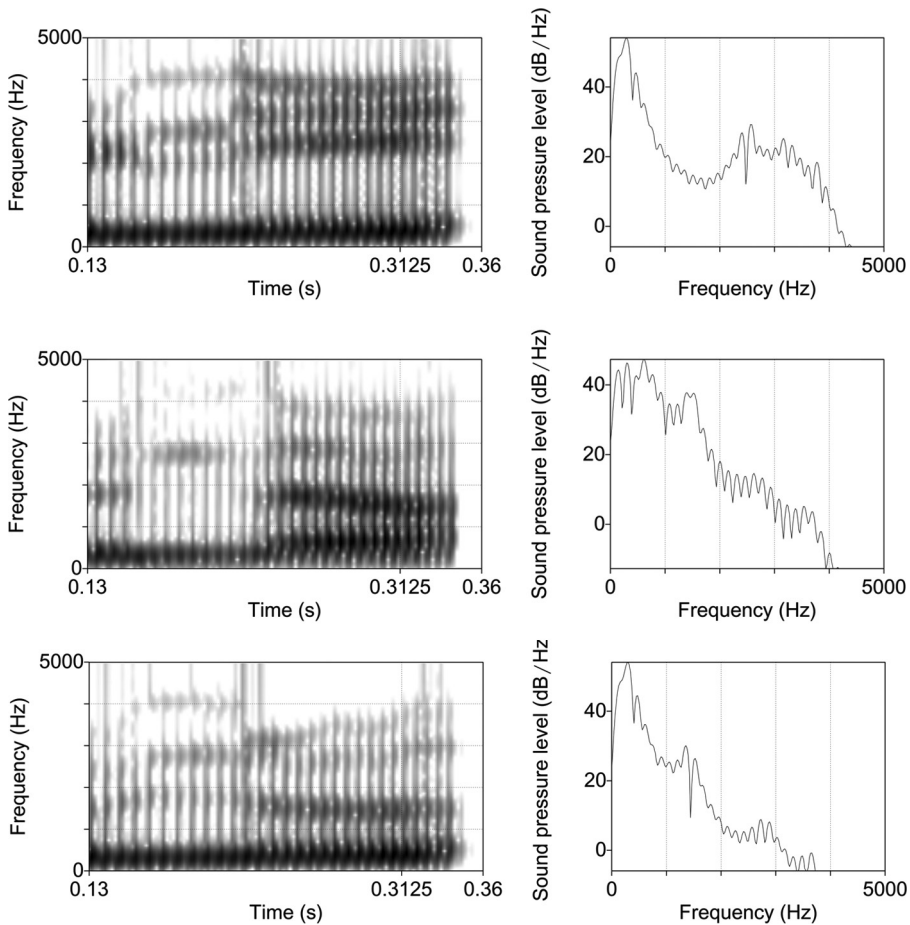 5000
Frequency (Hz)
0
0.13
0.3125
0.36
Time (s)
Sound pressure level (dB/Hz)
40
20
0
0
5000
Frequency (Hz)
5000
Frequency (Hz)
0
0.13
0.3125
0.36
Time (s)
Sound pressure level (dB/Hz)
40
20
0
0
5000
Frequency (Hz)
5000
Frequency (Hz)
0
0.13
0.3125
0.36
Time (s)
Sound pressure level (dB/Hz
40
20
0
0
5000
Frequency (Hz)